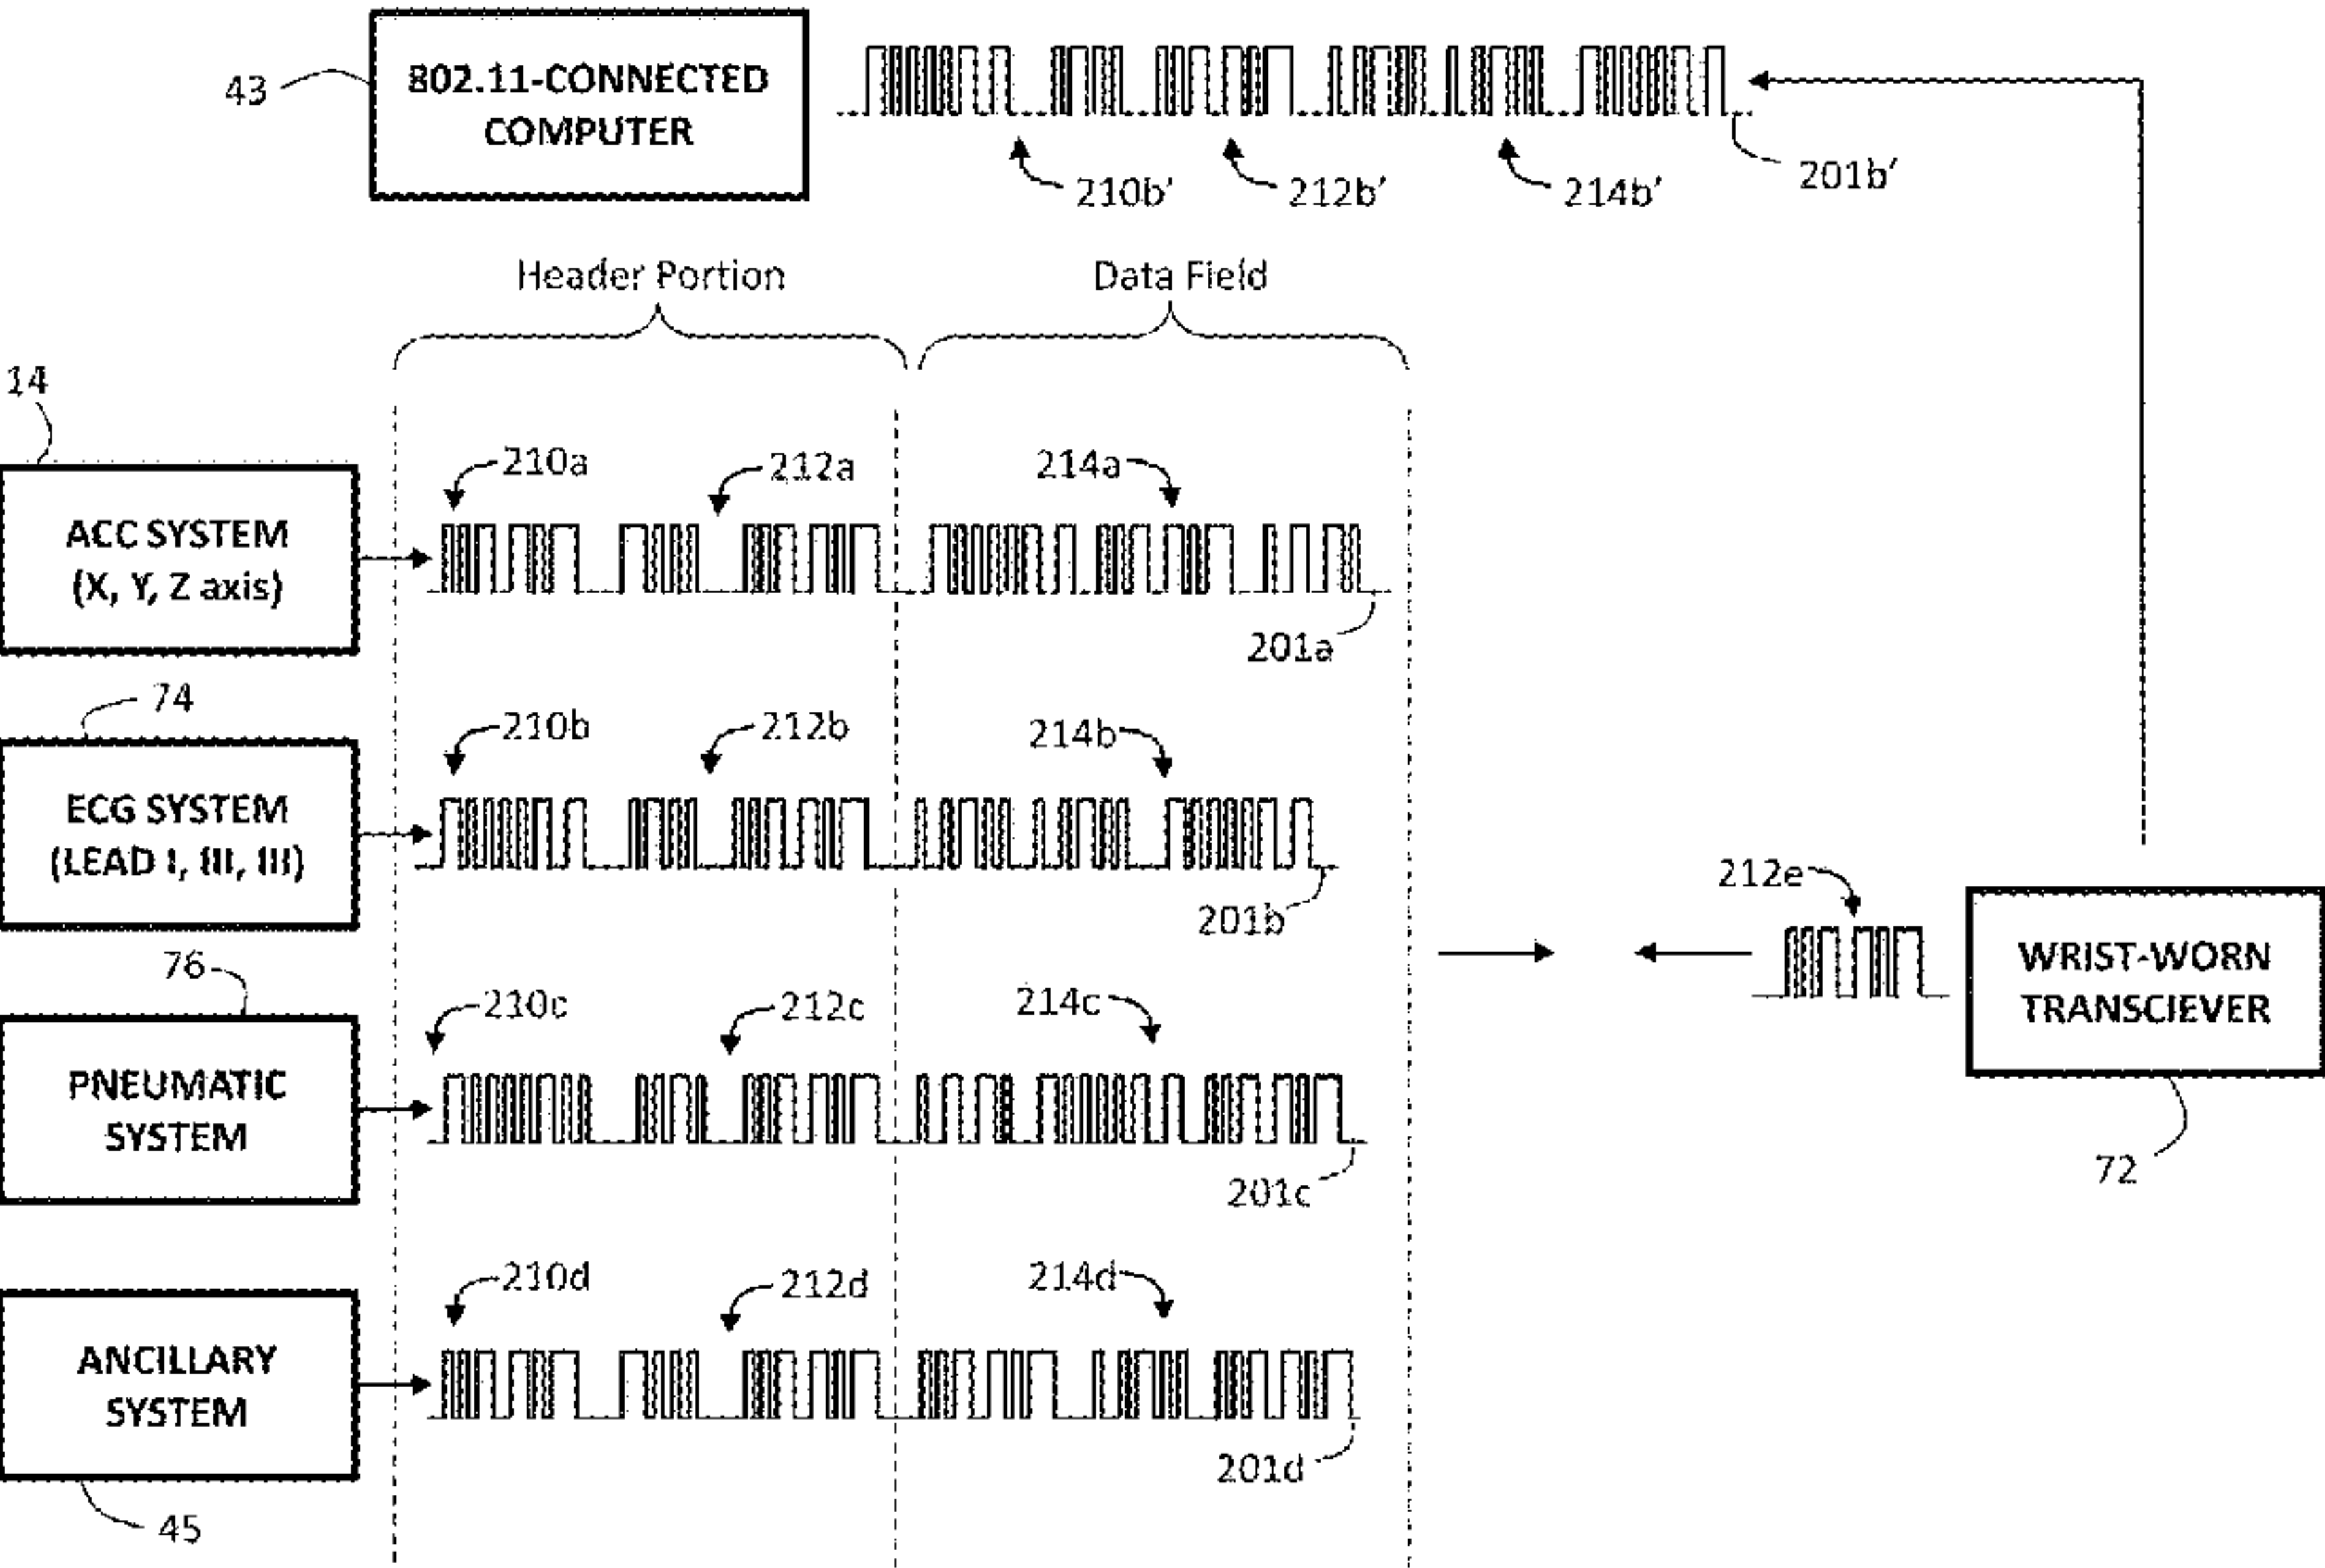 43
802.11-CONNECTED
COMPUTER
210b'
212b'
214b'
201b'
Header Portion
Data Field
14
ACC SYSTEM
(X, Y, Z axis)
210a
212a
214a
201a
74
ECG SYSTEM
(LEAD I, III, III)
210b
212b
214b
201b
76
PNEUMATIC
SYSTEM
210c
212c
214c
201c
212e
WRIST-WORN
TRANSCIEVER
72
ANCILLARY
SYSTEM
210d
212d
214d
201d
45